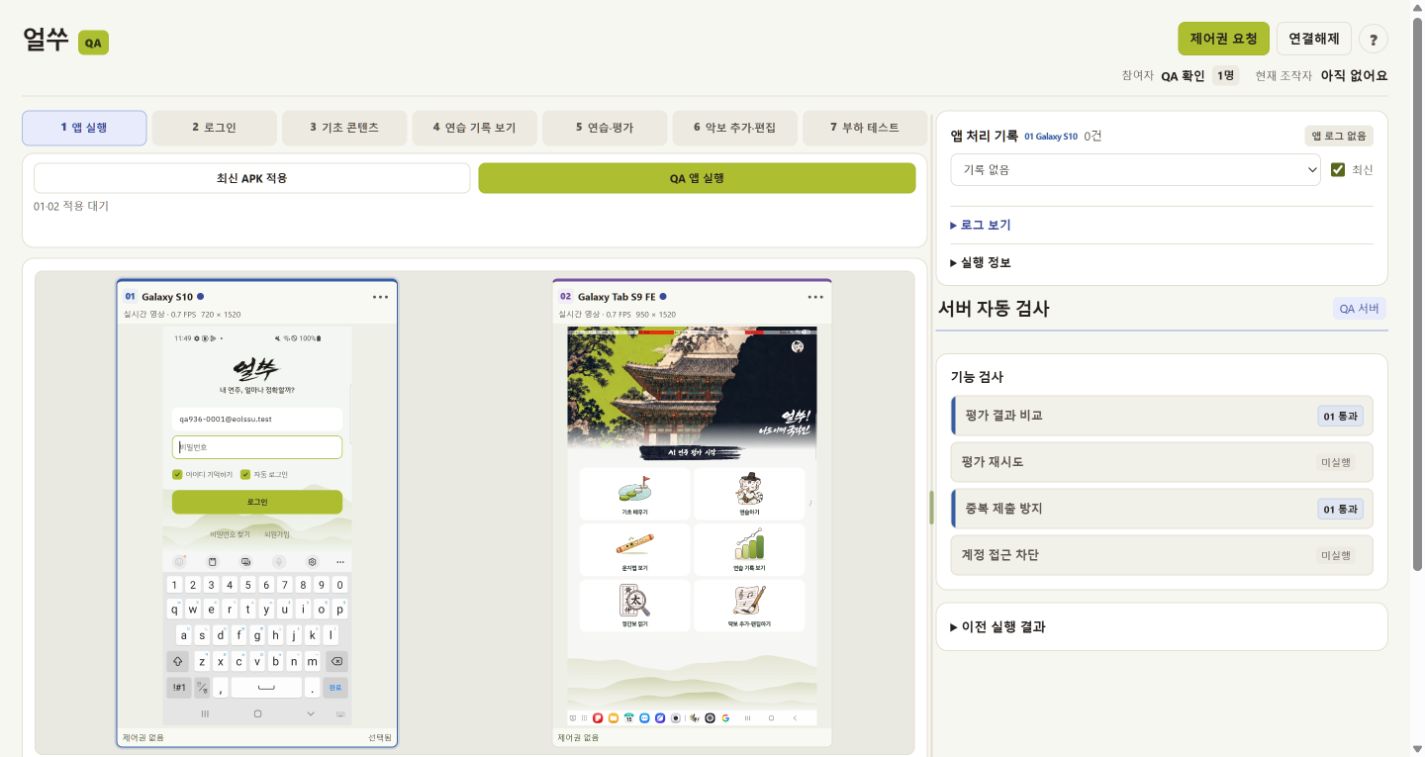 얼쑤 QA
제어권 요청 연결해제 ?
참여자 QA 확인 1명 현재 조작자 아직 없어요
1 앱 실행
2 로그인
3 기초 콘텐츠
4 연습 기록 보기
5 연습·평가
6 악보 추가·편집
7 부하 테스트
최신 APK 적용
QA 앱 실행
01·02 적용 대기
01 Galaxy S10
실시간 영상 · 0.7 FPS 720 × 1520
11:49
100%
얼쑤
내 연주, 얼마나 정확할까?
qa936-0001@eolssu.test
비밀번호
아이디 기억하기 자동 로그인
로그인
비밀번호 찾기 회원가입
1 2 3 4 5 6 7 8 9 0
q w e r t y u i o p
a s d f g h j k l
z x c v b n m
!#1 , . 완료
제어권 없음 선택됨
02 Galaxy Tab S9 FE
실시간 영상 · 0.7 FPS 950 × 1520
얼쑤!
AI 연주 평가 시작
기초 배우기
연습하기
운지법 보기
연습 기록 보기
정간보 읽기
악보 추가·편집하기
제어권 없음
앱 처리 기록 01 Galaxy S10 0건 앱 로그 없음
기록 없음 최신
로그 보기
실행 정보
서버 자동 검사 QA 서버
기능 검사
평가 결과 비교 01 통과
평가 재시도 미실행
중복 제출 방지 01 통과
계정 접근 차단 미실행
이전 실행 결과